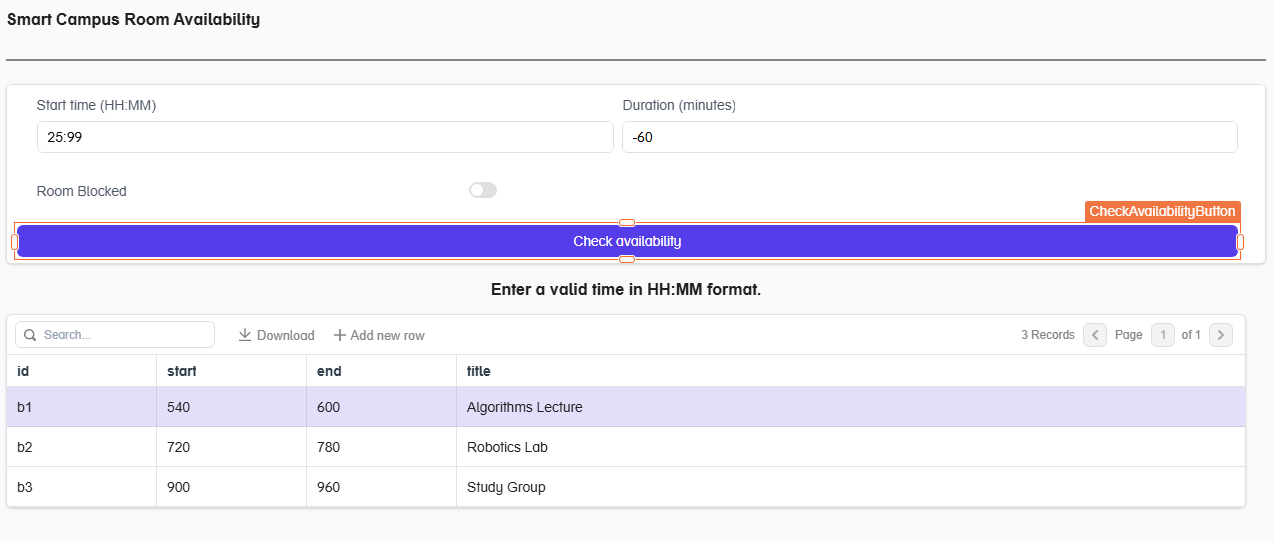 Smart Campus Room Availability
Start time (HH:MM) Duration (minutes)
25:99 -60
Room Blocked
CheckAvailabilityButton
Check availability
Enter a valid time in HH:MM format.
Search... Download Add new row 3 Records Page 1 of 1
id start end title
b1 540 600 Algorithms Lecture
b2 720 780 Robotics Lab
b3 900 960 Study Group